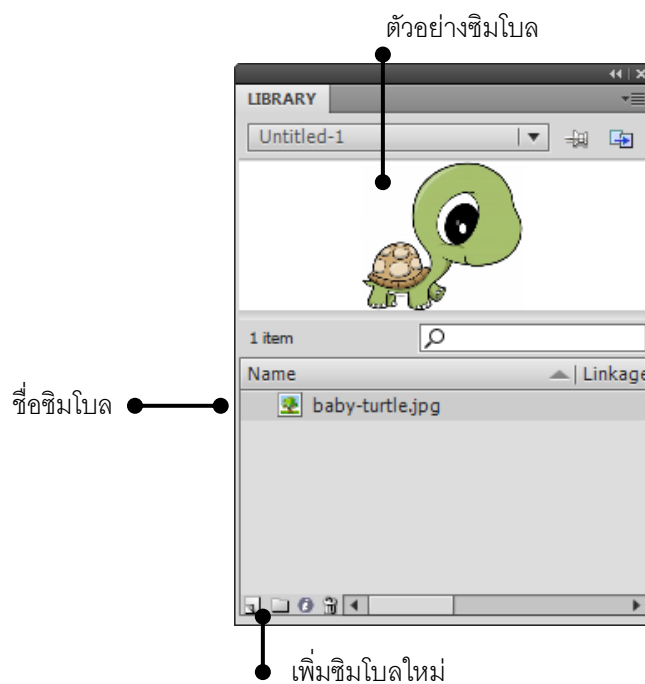 ตัวอย่างซิมโบล
LIBRARY
Untitled-1
1 item
Name Linkage
ชื่อซิมโบล
baby-turtle.jpg
เพิ่มซิมโบลใหม่